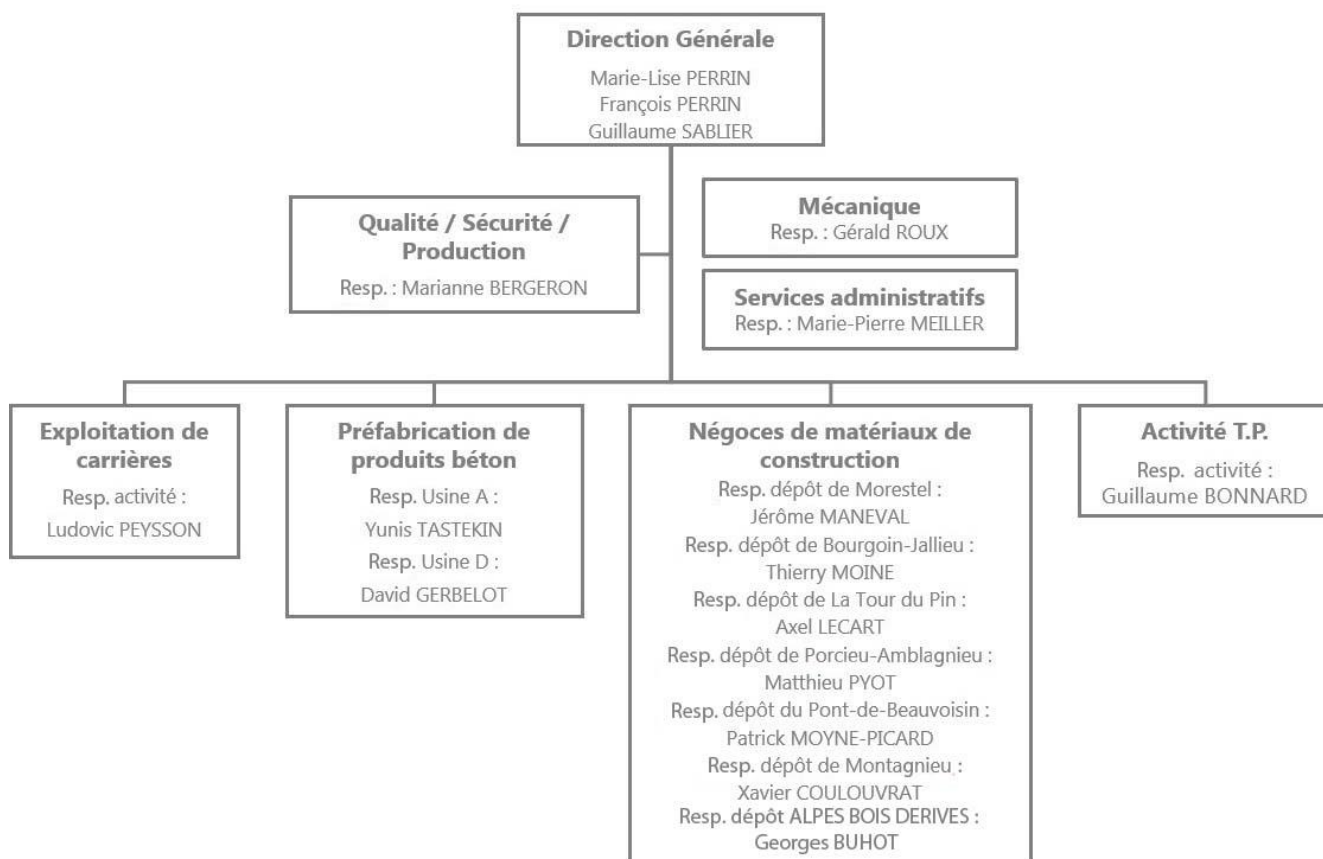 Direction Générale
Marie-Lise PERRIN
François PERRIN
Guillaume SABLIER
Qualité / Sécurité /
Production
Resp. : Marianne BERGERON
Mécanique
Resp. : Gérald ROUX
Services administratifs
Resp. : Marie-Pierre MEILLER
Exploitation de
carrières
Resp. activité :
Ludovic PEYSSON
Préfabrication de
produits béton
Resp. Usine A :
Yunis TASTEKIN
Resp. Usine D :
David GERBELOT
Négoces de matériaux de
construction
Resp. dépôt de Morestel :
Jérôme MANEVAL
Resp. dépôt de Bourgoin-Jallieu :
Thierry MOINE
Resp. dépôt de La Tour du Pin :
Axel LECART
Resp. dépôt de Porcieu-Amblagnieu :
Matthieu PYOT
Resp. dépôt du Pont-de-Beauvoisin :
Patrick MOYNE-PICARD
Resp. dépôt de Montagnieu :
Xavier COULOUVRAT
Resp. dépôt ALPES BOIS DERIVES :
Georges BUHOT
Activité T.P.
Resp. activité :
Guillaume BONNARD